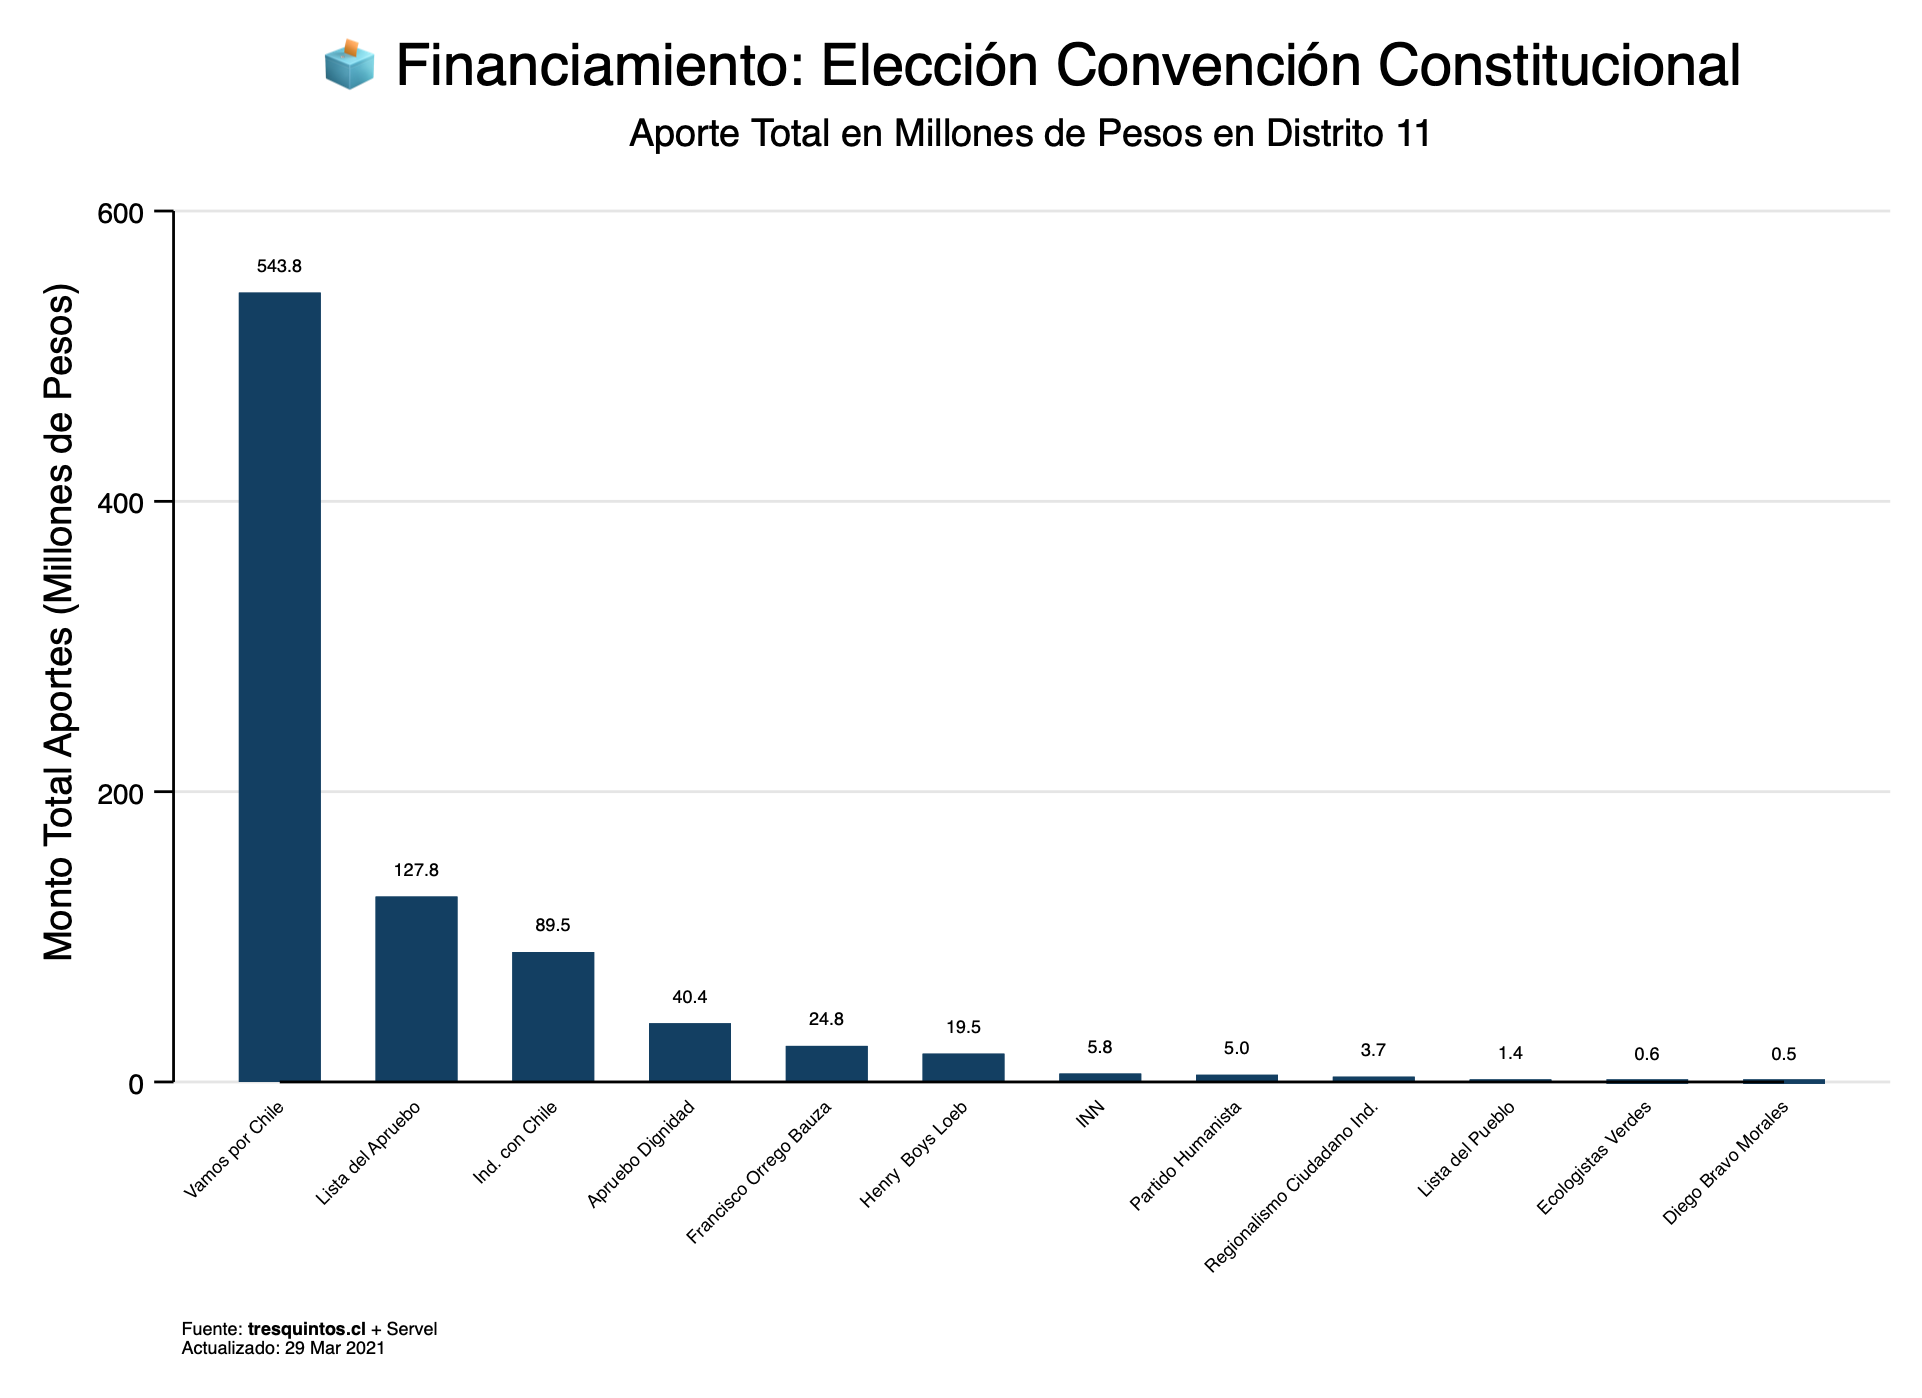 Financiamiento: Elección Convención Constitucional
Aporte Total en Millones de Pesos en Distrito 11
Monto Total Aportes (Millones de Pesos)
600
400
200
0
543.8
127.8
89.5
40.4
24.8
19.5
5.8
5.0
3.7
1.4
0.6
0.5
Vamos por Chile
Lista del Apruebo
Ind. con Chile
Apruebo Dignidad
Francisco Orrego Bauza
Henry  Boys Loeb
INN
Partido Humanista
Regionalismo Ciudadano Ind.
Lista del Pueblo
Ecologistas Verdes
Diego Bravo Morales
Fuente: tresquintos.cl + Servel
Actualizado: 29 Mar 2021